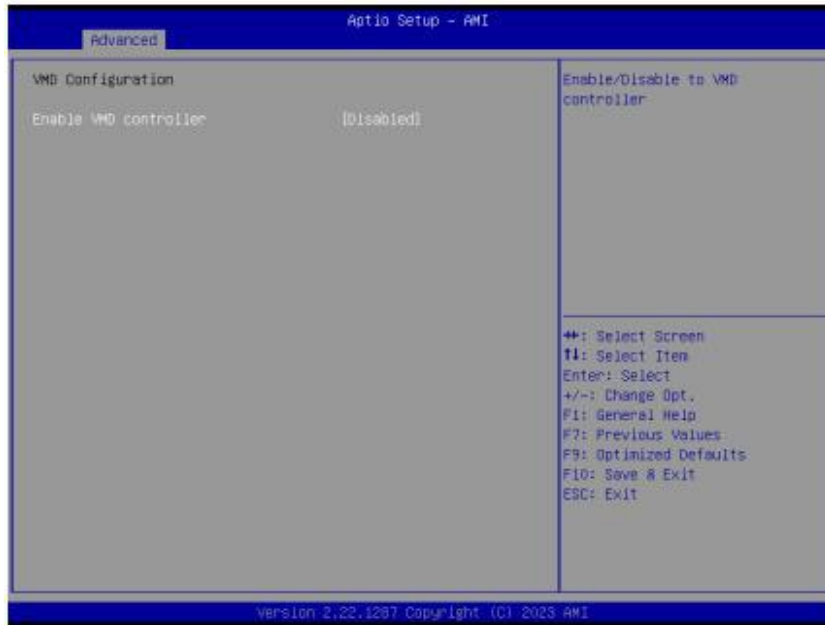 Aptio Setup – AMI
Advanced
VMD Configuration
Enable VMD controller [Disabled]
Enable/Disable to VMD
controller
↔: Select Screen
↑↓: Select Item
Enter: Select
+/-: Change Opt.
F1: General Help
F7: Previous Values
F9: Optimized Defaults
F10: Save & Exit
ESC: Exit
Version 2.22.1287 Copyright (C) 2023 AMI